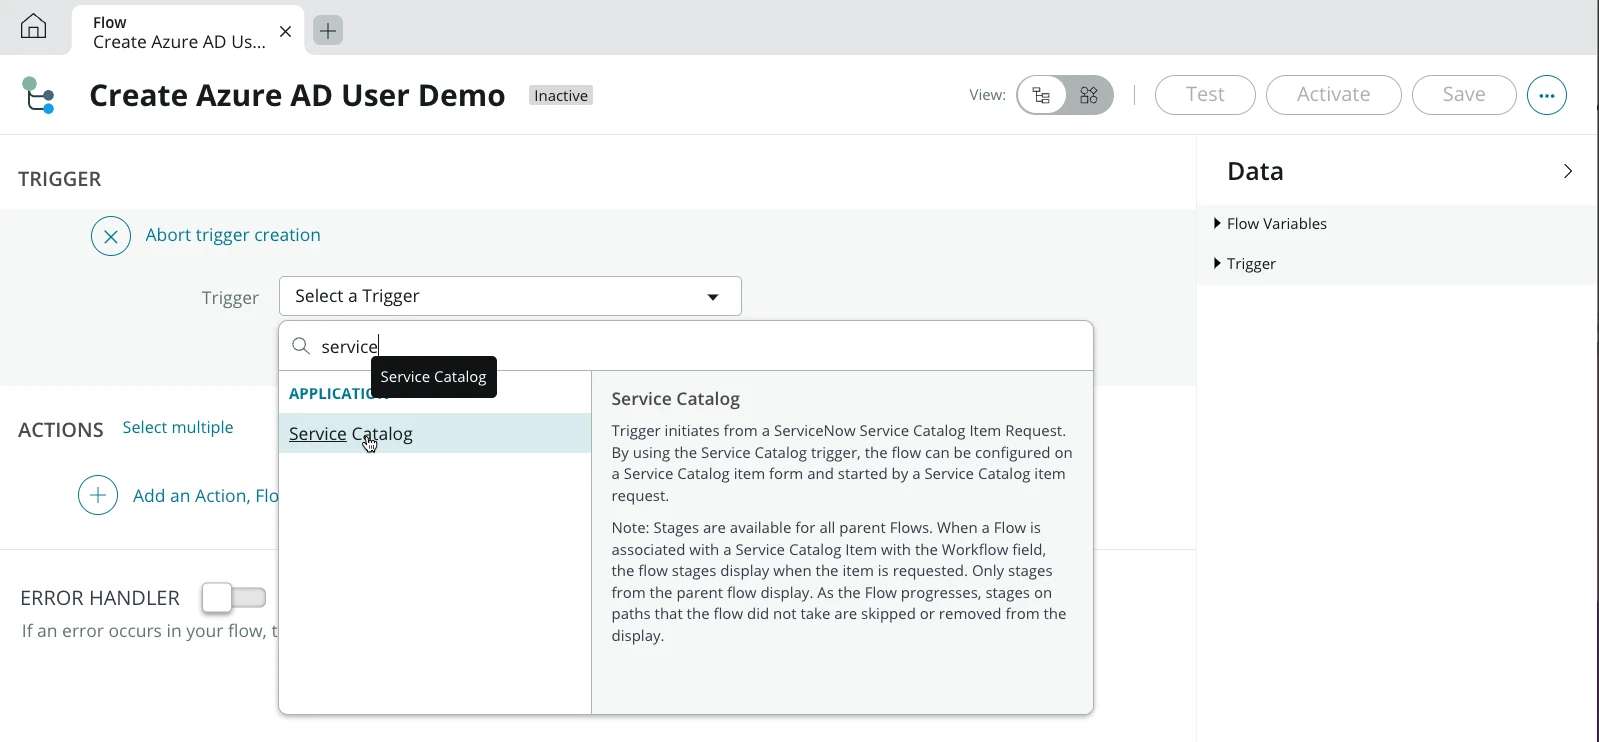 Flow
Create Azure AD Us...
Create Azure AD User Demo
Inactive
View:
Test
Activate
Save
TRIGGER
Abort trigger creation
Trigger
Select a Trigger
service
Service Catalog
APPLICATION
Service Catalog
Service Catalog
Trigger initiates from a ServiceNow Service Catalog Item Request.
By using the Service Catalog trigger, the flow can be configured on
a Service Catalog item form and started by a Service Catalog item
request.
Note: Stages are available for all parent Flows. When a Flow is
associated with a Service Catalog Item with the Workflow field,
the flow stages display when the item is requested. Only stages
from the parent flow display. As the Flow progresses, stages on
paths that the flow did not take are skipped or removed from the
display.
ACTIONS
Select multiple
Add an Action, Flo
ERROR HANDLER
If an error occurs in your flow, t
Data
Flow Variables
Trigger